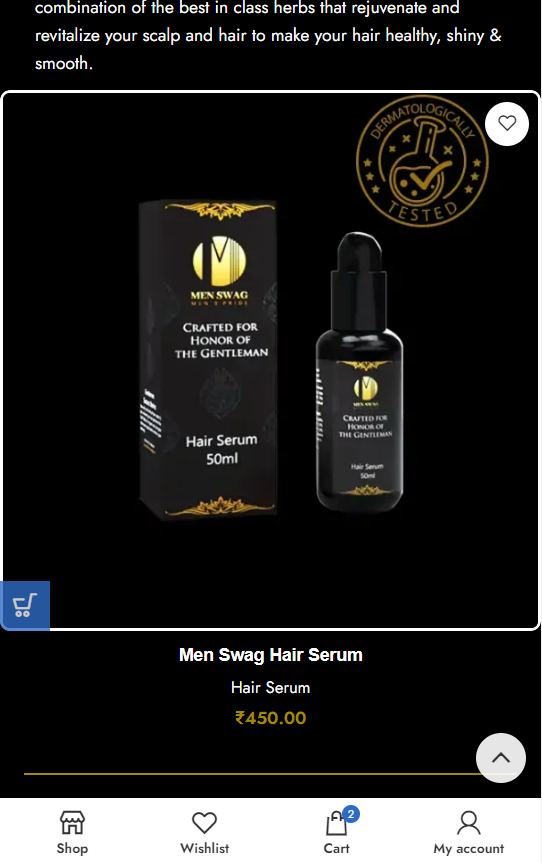 combination of the best in class herbs that rejuvenate and
revitalize your scalp and hair to make your hair healthy, shiny &
smooth.
DERMATOLOGICALLY
TESTED
MEN SWAG
MEN'S PRIDE
CRAFTED FOR
HONOR OF
THE GENTLEMAN
Hair Serum
50ml
MEN SWAG
CRAFTED FOR
HONOR OF
THE GENTLEMAN
Hair Serum
50ml
Men Swag Hair Serum
Hair Serum
₹450.00
2
Shop
Wishlist
Cart
My account